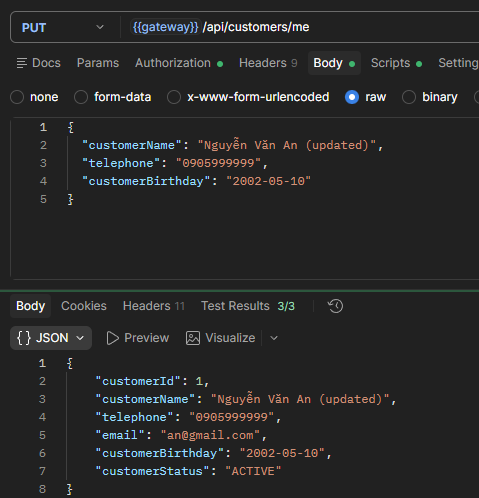 PUT {{gateway}} /api/customers/me
Docs Params Authorization Headers 9 Body Scripts Setting
none form-data x-www-form-urlencoded raw binary
1 {
2 "customerName": "Nguyễn Văn An (updated)",
3 "telephone": "0905999999",
4 "customerBirthday": "2002-05-10"
5 }
Body Cookies Headers 11 Test Results 3/3
{} JSON Preview Visualize
1 {
2 "customerId": 1,
3 "customerName": "Nguyễn Văn An (updated)",
4 "telephone": "0905999999",
5 "email": "an@gmail.com",
6 "customerBirthday": "2002-05-10",
7 "customerStatus": "ACTIVE"
8 }